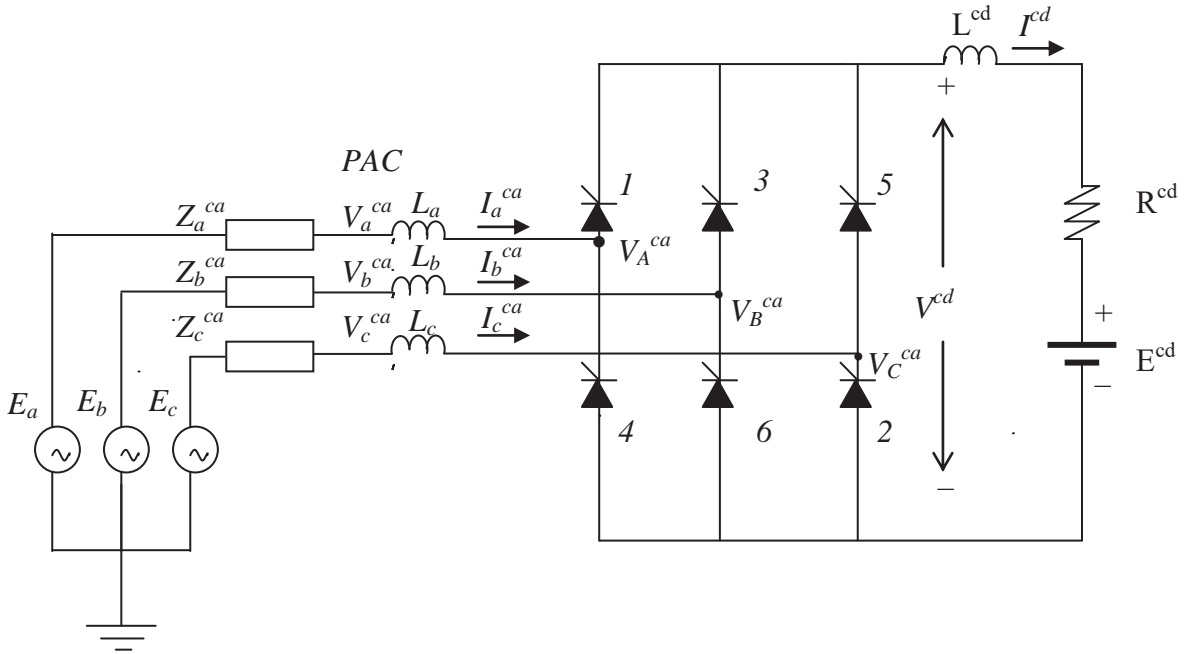 L^cd I^cd
+
PAC
1 3 5
R^cd
Z_a^ca V_a^ca L_a I_a^ca
V_A^ca
Z_b^ca V_b^ca L_b I_b^ca
V_B^ca
V^cd
+
Z_c^ca V_c^ca L_c I_c^ca
V_C^ca
E^cd
−
E_a E_b E_c
4 6 2
−